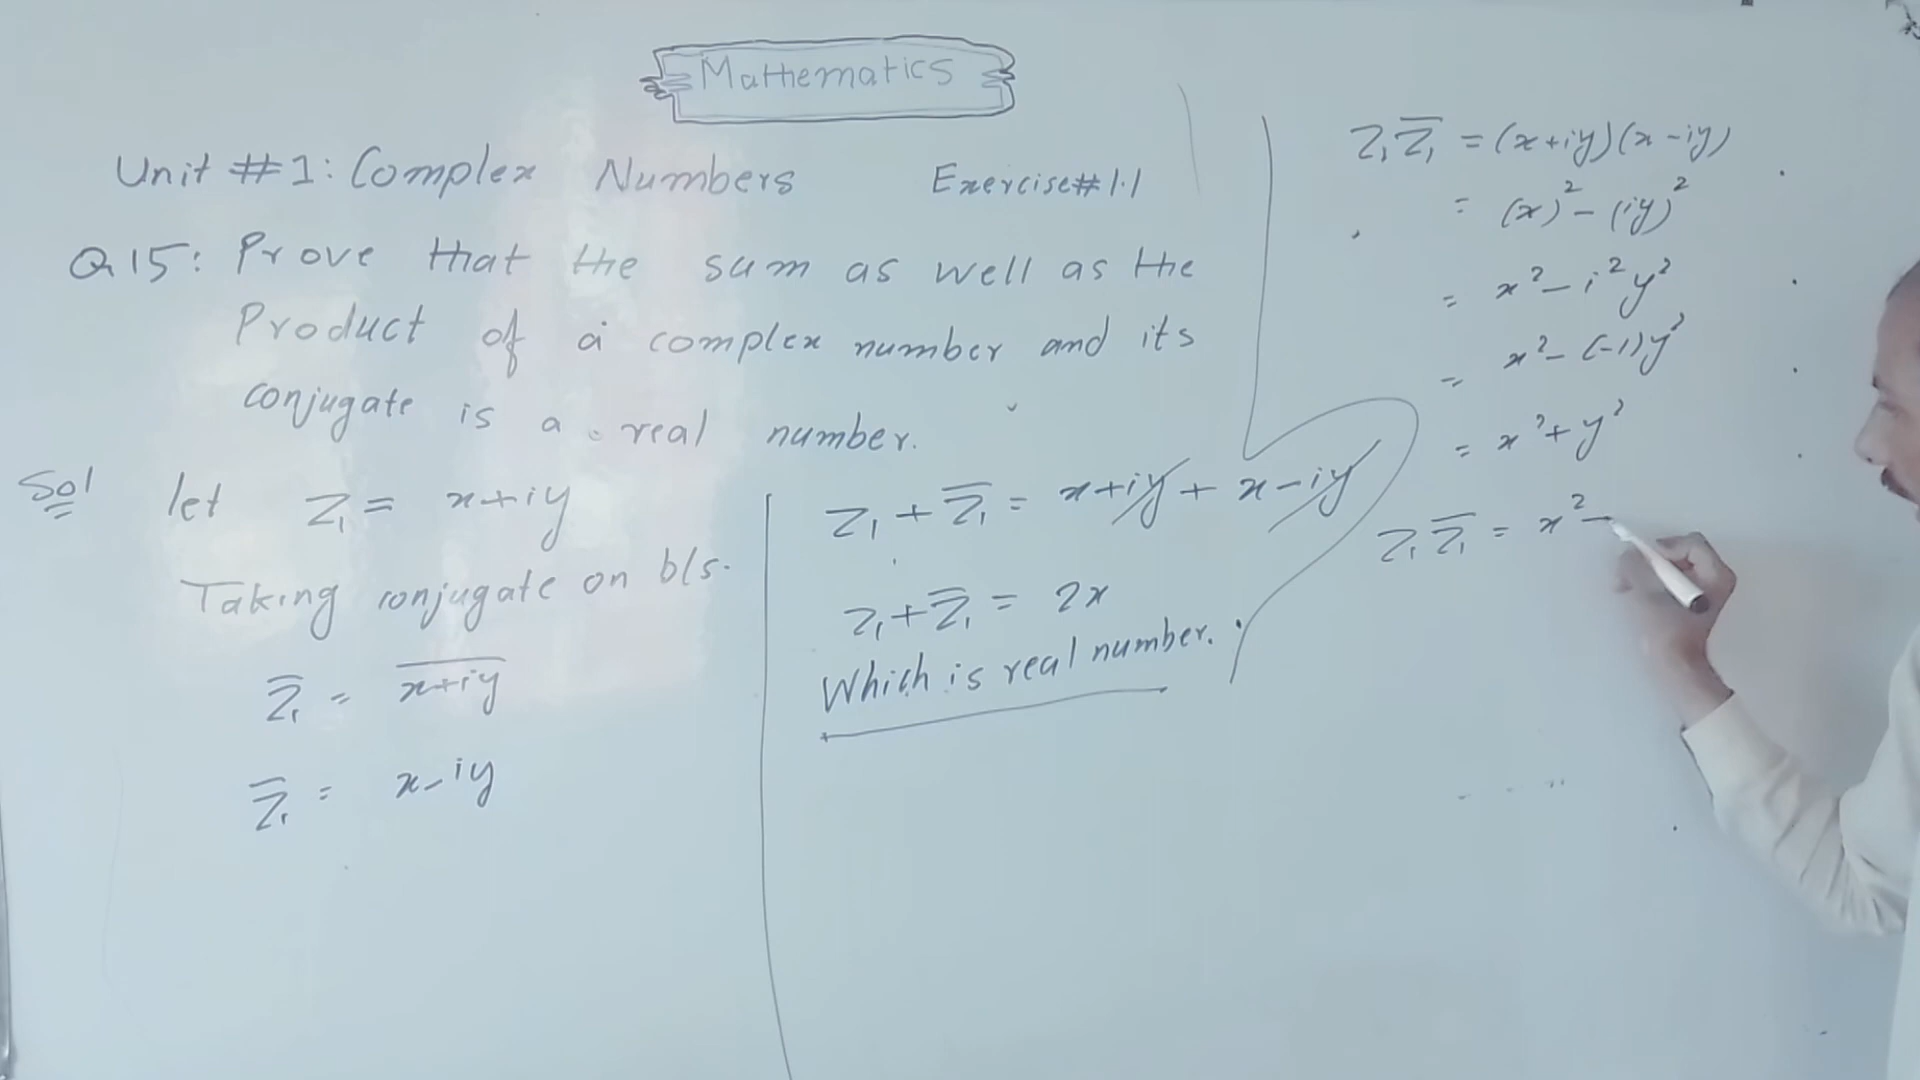 Mathematics
Unit #1: Complex Numbers Exercise#1.1
Q15: Prove that the sum as well as the
Product of a complex number and its
conjugate is a real number.
Sol let Z₁ = x+iy
Taking conjugate on b/s.
Z̅₁ = x+iy̅
Z̅₁ = x-iy
Z₁ + Z̅₁ = x+iy + x-iy
Z₁+Z̅₁ = 2x
Which is real number.
Z₁Z̅₁ = (x+iy)(x-iy)
= (x)² - (iy)²
= x² - i²y²
= x² - (-1)y²
= x² + y²
Z₁Z̅₁ = x² -